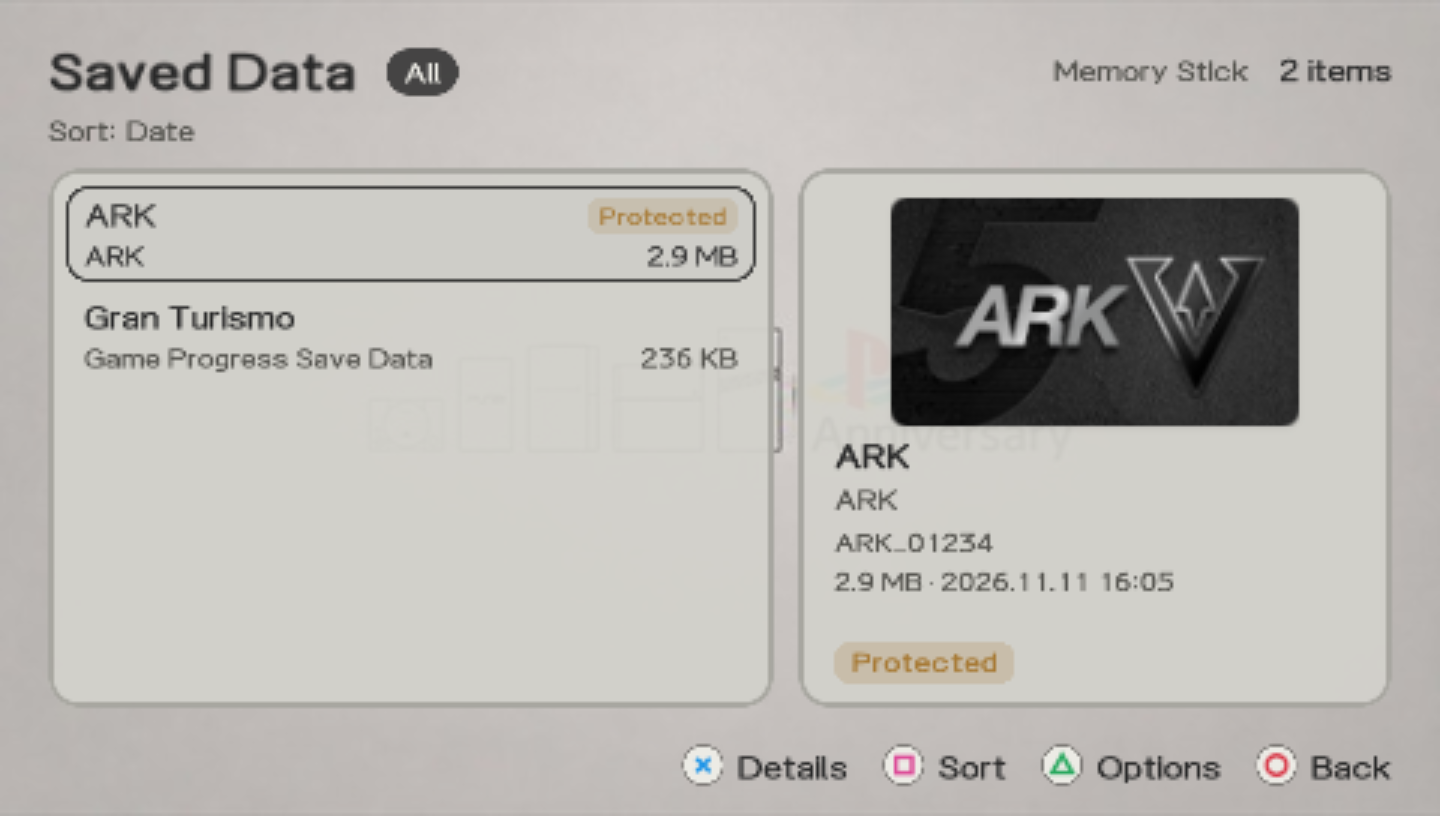 Saved Data All
Memory Stick 2 items
Sort: Date
ARK Protected
ARK 2.9 MB
Gran Turismo
Game Progress Save Data 236 KB
5
ARK
Anniversary
ARK
ARK
ARK_01234
2.9 MB · 2026.11.11 16:05
Protected
Details Sort Options Back